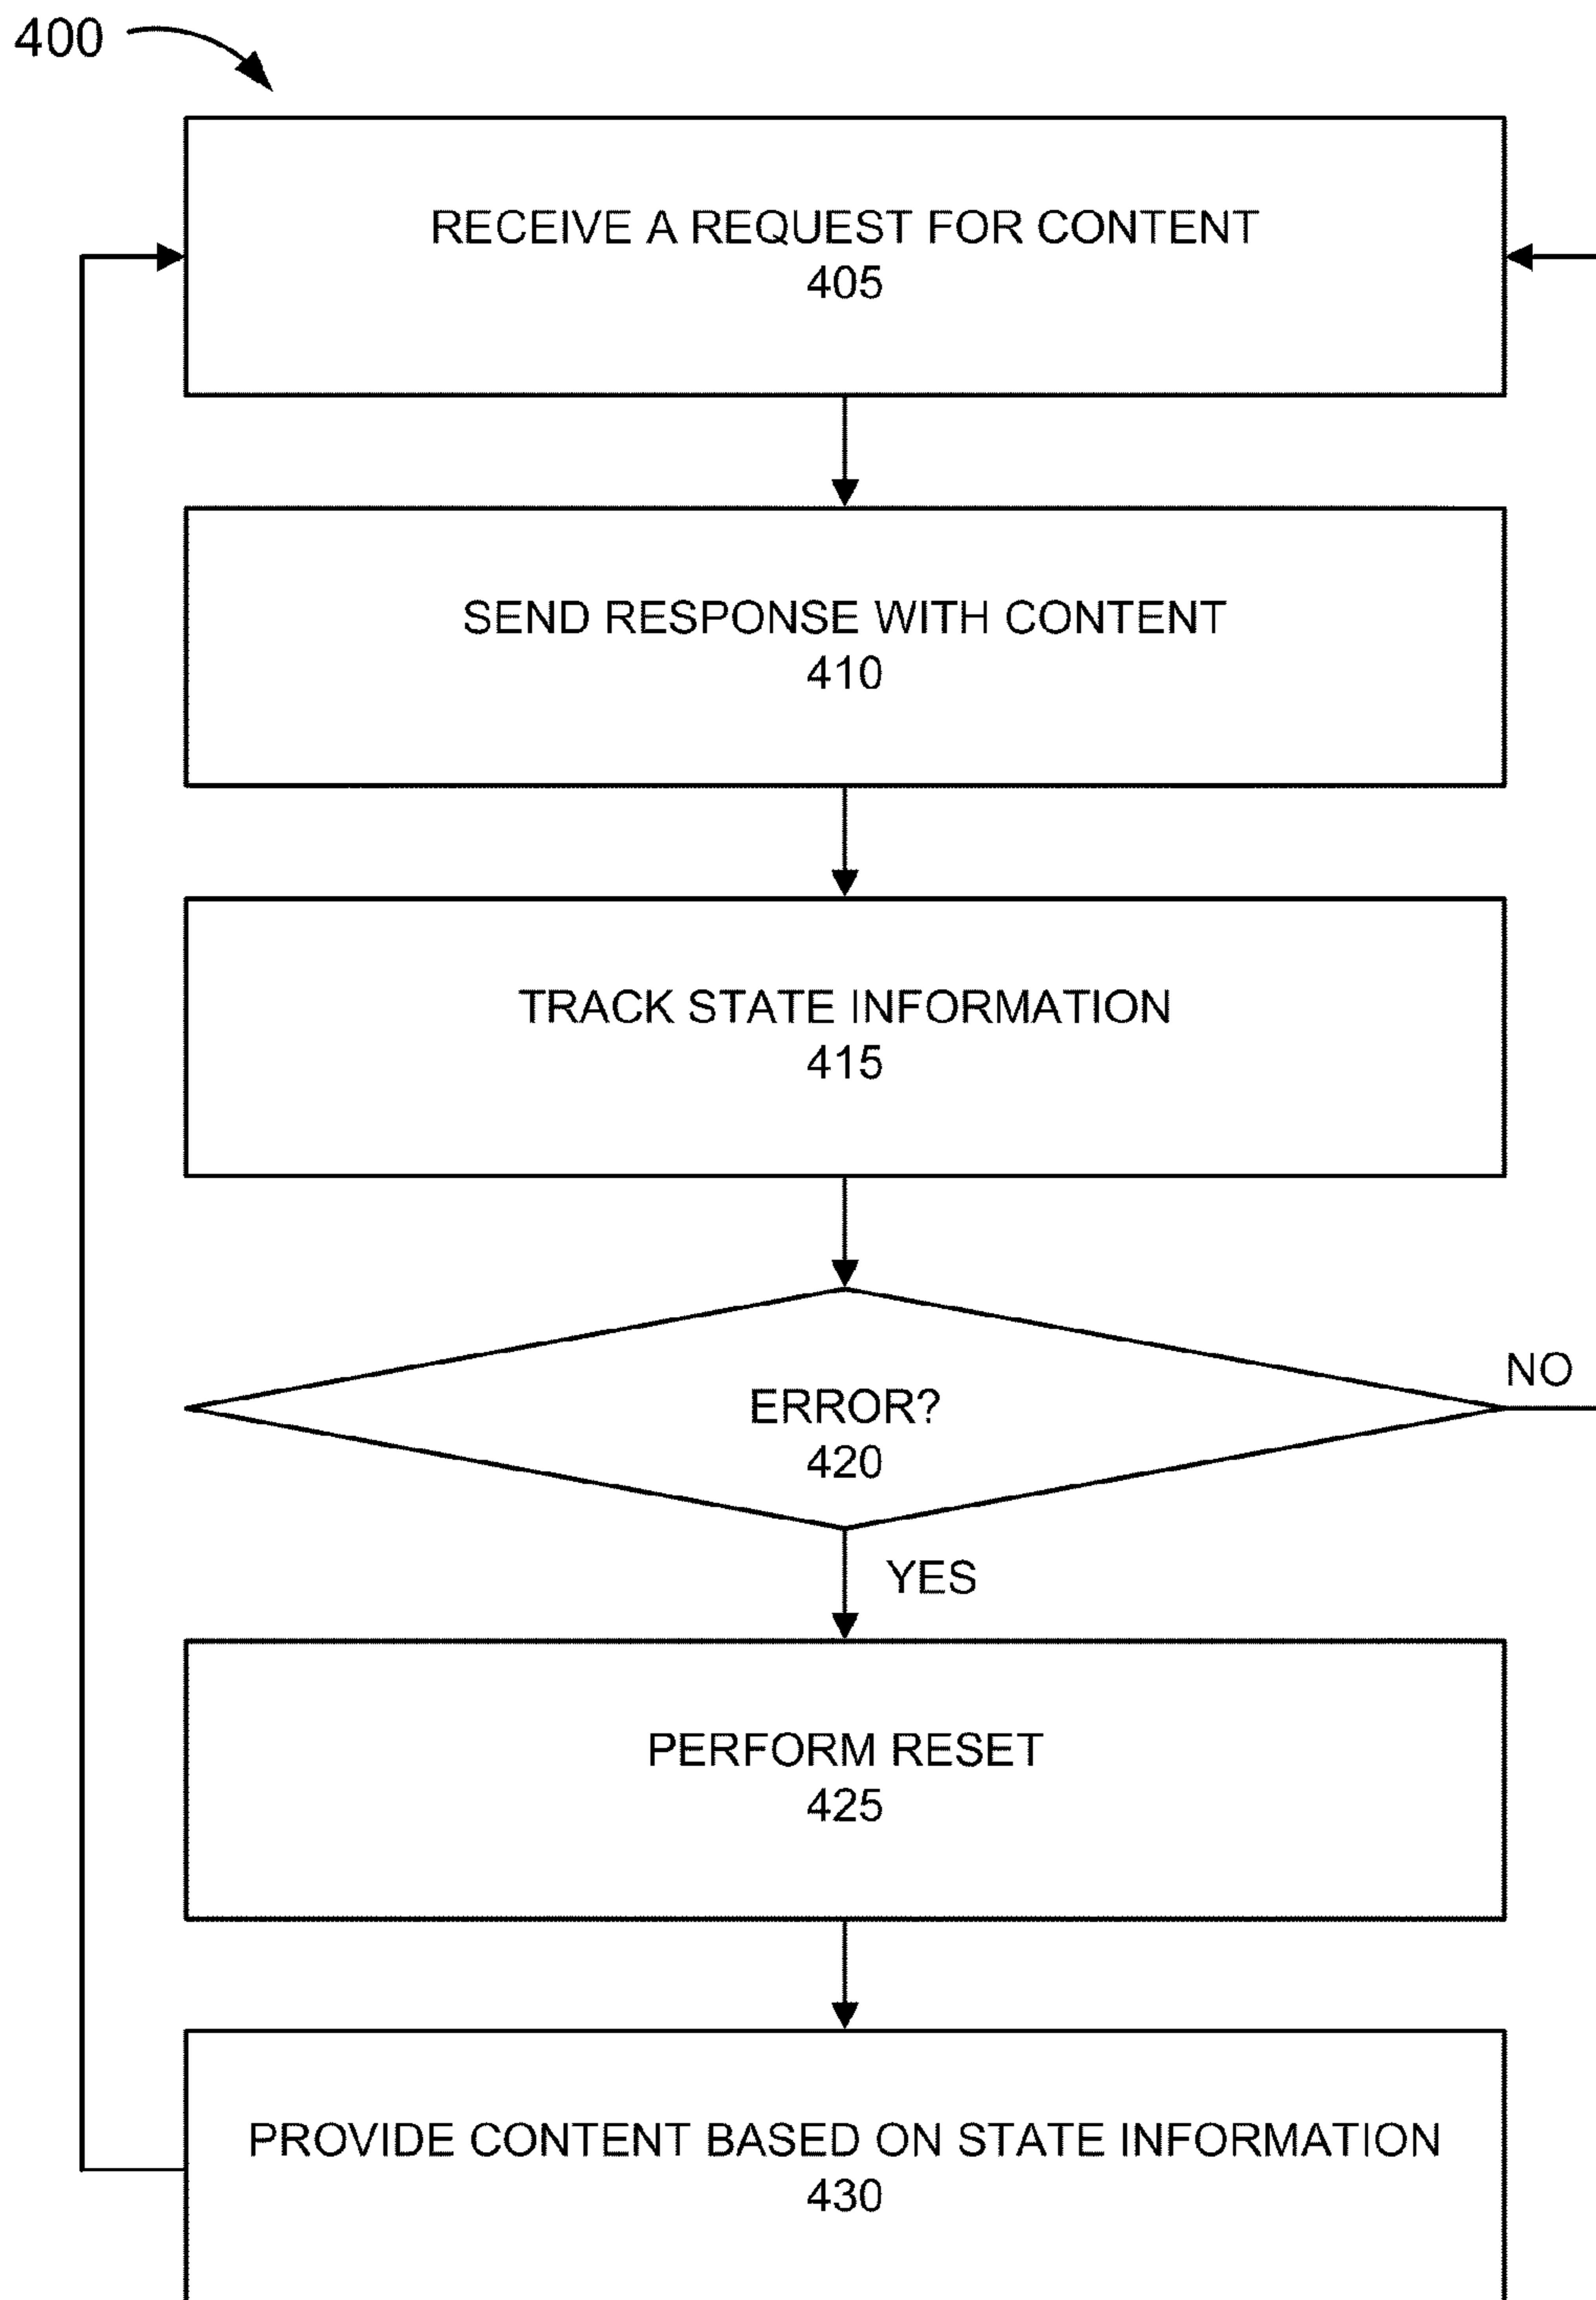 400
RECEIVE A REQUEST FOR CONTENT
405
SEND RESPONSE WITH CONTENT
410
TRACK STATE INFORMATION
415
NO
ERROR?
420
YES
PERFORM RESET
425
PROVIDE CONTENT BASED ON STATE INFORMATION
430